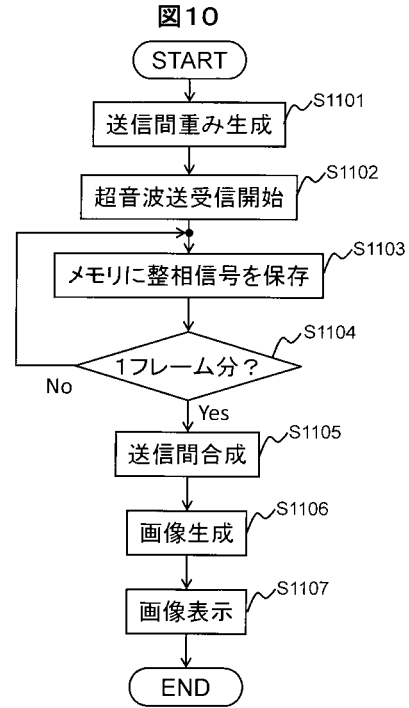 図10
START
送信間重み生成
S1101
超音波送受信開始
S1102
メモリに整相信号を保存
S1103
1フレーム分？
S1104
No
Yes
送信間合成
S1105
画像生成
S1106
画像表示
S1107
END